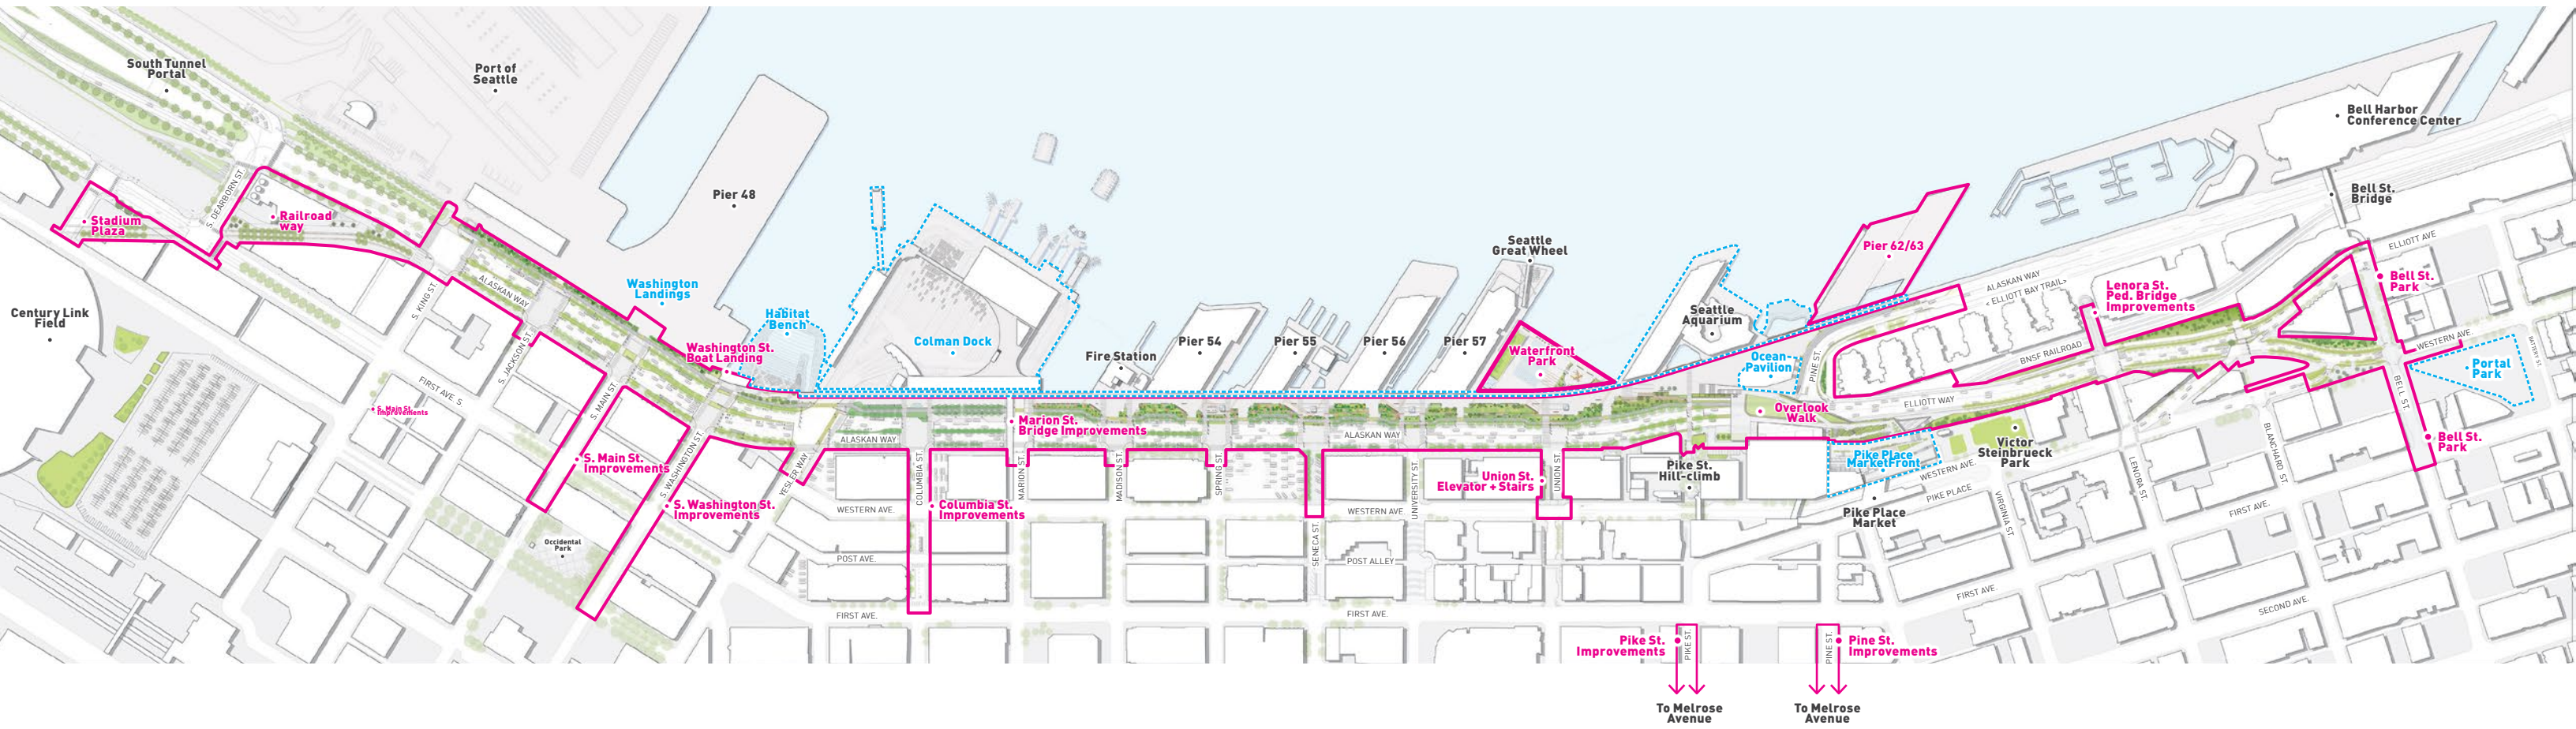 South Tunnel
Portal
Port of
Seattle
Stadium
Plaza
S. DEARBORN ST.
Railroad
way
Century Link
Field
S. KING ST.
ALASKAN WAY
S. JACKSON ST.
FIRST AVE. S
S. Main St.
Improvements
S. MAIN ST.
S. Main St.
Improvements
Occidental
Park
S. WASHINGTON ST.
S. Washington St.
Improvements
Washington
Landings
Washington St.
Boat Landing
Pier 48
Habitat
Bench
YESLER WAY
Colman Dock
ALASKAN WAY
COLUMBIA ST.
Columbia St.
Improvements
WESTERN AVE.
POST AVE.
FIRST AVE.
Marion St.
Bridge Improvements
MARION ST.
MADISON ST.
SPRING ST.
Fire Station
Pier 54
Pier 55
Pier 56
Pier 57
Seattle
Great Wheel
Waterfront
Park
ALASKAN WAY
SENECA ST.
UNIVERSITY ST.
WESTERN AVE
POST ALLEY
FIRST AVE.
Union St.
Elevator + Stairs
UNION ST.
Seattle
Aquarium
Ocean
Pavilion
PINE ST.
Pier 62/63
Overlook
Walk
Pike St.
Hill-climb
Pike Place
MarketFront
Pike Place
Market
WESTERN AVE.
PIKE PLACE
Victor
Steinbrueck
Park
VIRGINIA ST.
FIRST AVE.
ELLIOTT WAY
BNSF RAILROAD
ALASKAN WAY
< ELLIOTT BAY TRAIL>
Lenora St.
Ped. Bridge
Improvements
LENORA ST.
BLANCHARD ST.
FIRST AVE.
SECOND AVE.
Bell Harbor
Conference Center
Bell St.
Bridge
ELLIOTT AVE
Bell St.
Park
WESTERN AVE.
BATTERY ST.
Portal
Park
BELL ST.
Bell St.
Park
Pike St.
Improvements
PIKE ST.
PINE ST.
Pine St.
Improvements
To Melrose
Avenue
To Melrose
Avenue